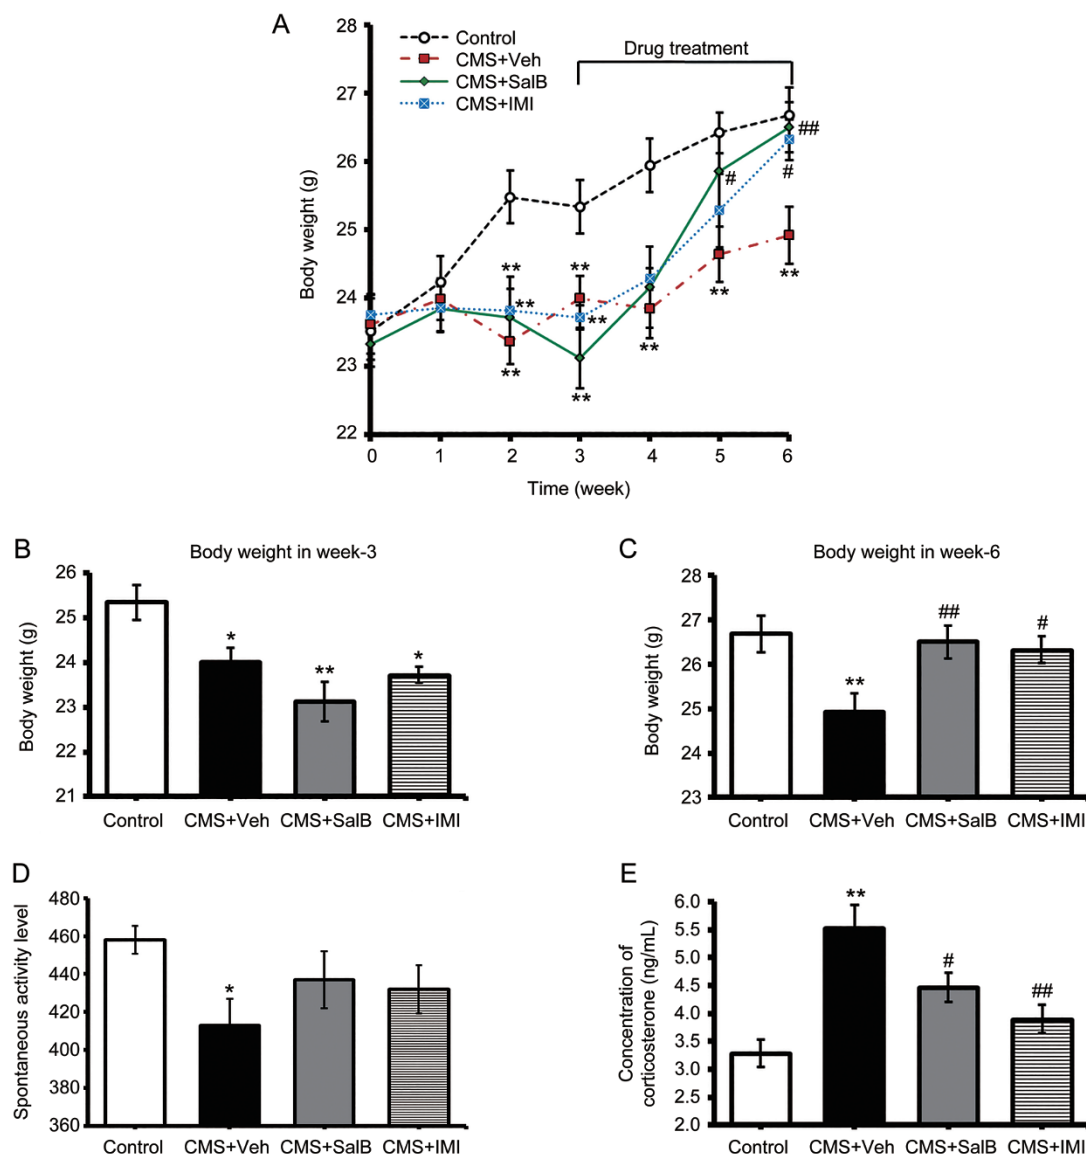 A
Control
CMS+Veh
CMS+SalB
CMS+IMI
Drug treatment
Body weight (g)
28
27
26
25
24
23
22
##
#
#
** ** **
** ** ** **
** **
0 1 2 3 4 5 6
Time (week)
B
Body weight in week-3
Body weight (g)
26
25
24
23
22
21
* ** *
Control CMS+Veh CMS+SalB CMS+IMI
C
Body weight in week-6
Body weight (g)
28
27
26
25
24
23
** ## #
Control CMS+Veh CMS+SalB CMS+IMI
D
Spontaneous activity level
480
460
440
420
400
380
360
*
Control CMS+Veh CMS+SalB CMS+IMI
E
Concentration of
corticosterone (ng/mL)
6.0
5.5
5.0
4.5
4.0
3.5
3.0
2.5
2.0
** # ##
Control CMS+Veh CMS+SalB CMS+IMI